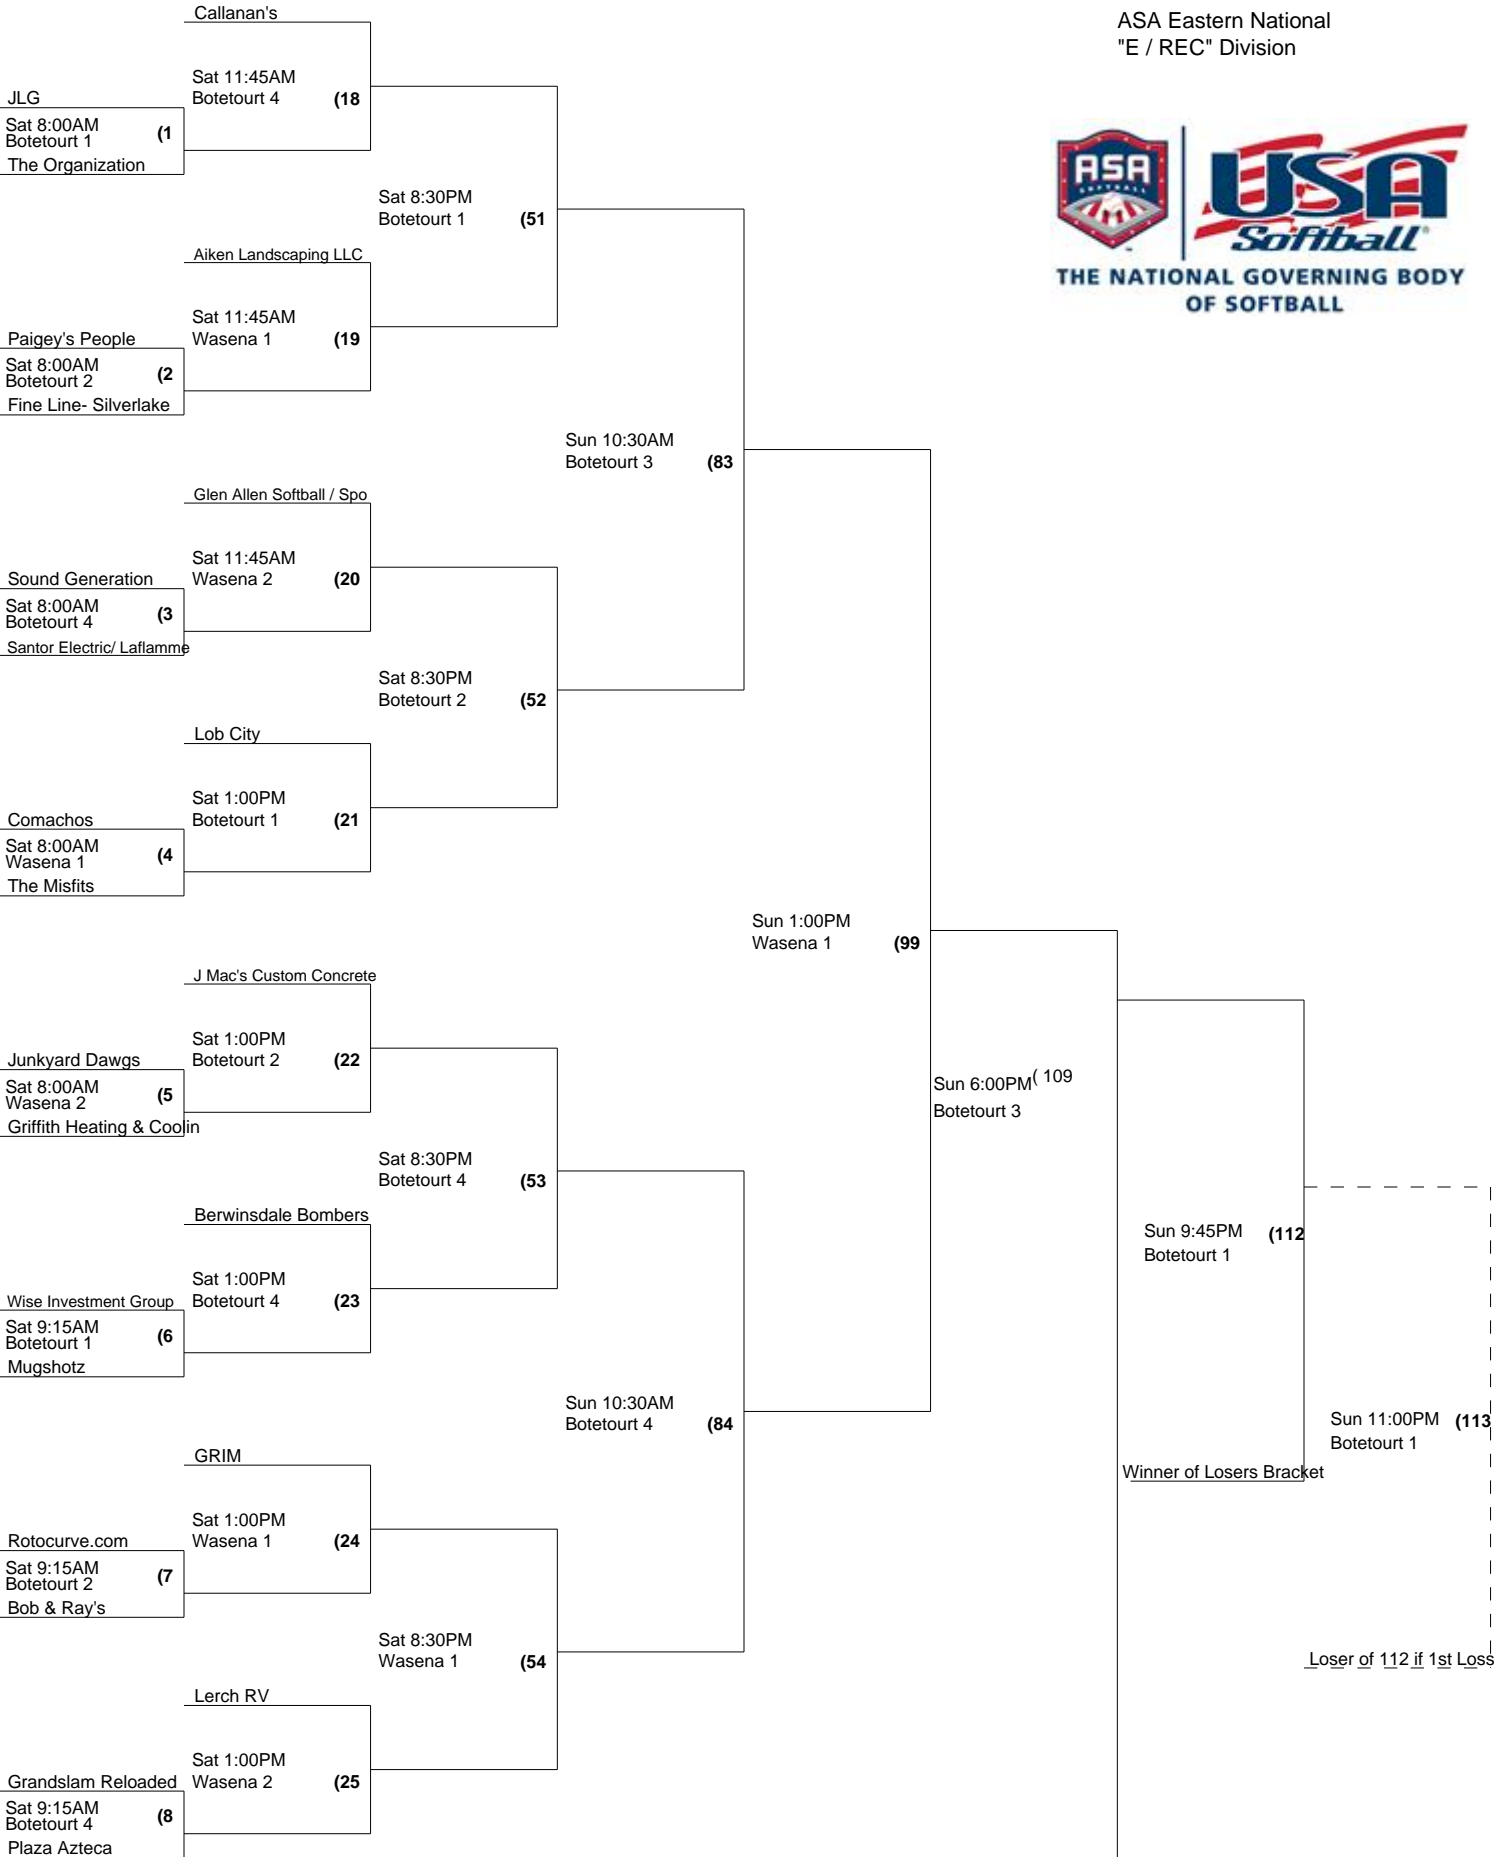 Callanan's
ASA Eastern National
"E / REC" Division
Sat 11:45AM
Botetourt 4 (18
JLG
Sat 8:00AM
Botetourt 1 (1
The Organization
ASA
SOFTBALL
USA
Softball
THE NATIONAL GOVERNING BODY
OF SOFTBALL
Sat 8:30PM
Botetourt 1 (51
Aiken Landscaping LLC
Sat 11:45AM
Wasena 1 (19
Paigey's People
Sat 8:00AM
Botetourt 2 (2
Fine Line- Silverlake
Sun 10:30AM
Botetourt 3 (83
Glen Allen Softball / Spo
Sat 11:45AM
Wasena 2 (20
Sound Generation
Sat 8:00AM
Botetourt 4 (3
Santor Electric/ Laflamme
Sat 8:30PM
Botetourt 2 (52
Lob City
Sat 1:00PM
Botetourt 1 (21
Comachos
Sat 8:00AM
Wasena 1 (4
The Misfits
Sun 1:00PM
Wasena 1 (99
J Mac's Custom Concrete
Sat 1:00PM
Botetourt 2 (22
Junkyard Dawgs
Sat 8:00AM
Wasena 2 (5
Griffith Heating & Coolin
Sun 6:00PM ( 109
Botetourt 3
Sat 8:30PM
Botetourt 4 (53
Berwinsdale Bombers
Sun 9:45PM (112
Botetourt 1
Sat 1:00PM
Botetourt 4 (23
Wise Investment Group
Sat 9:15AM
Botetourt 1 (6
Mugshotz
Sun 10:30AM
Botetourt 4 (84
Sun 11:00PM (113
Botetourt 1
GRIM
Winner of Losers Bracket
Sat 1:00PM
Wasena 1 (24
Rotocurve.com
Sat 9:15AM
Botetourt 2 (7
Bob & Ray's
Sat 8:30PM
Wasena 1 (54
Loser of 112 if 1st Loss
Lerch RV
Sat 1:00PM
Wasena 2 (25
Grandslam Reloaded
Sat 9:15AM
Botetourt 4 (8
Plaza Azteca